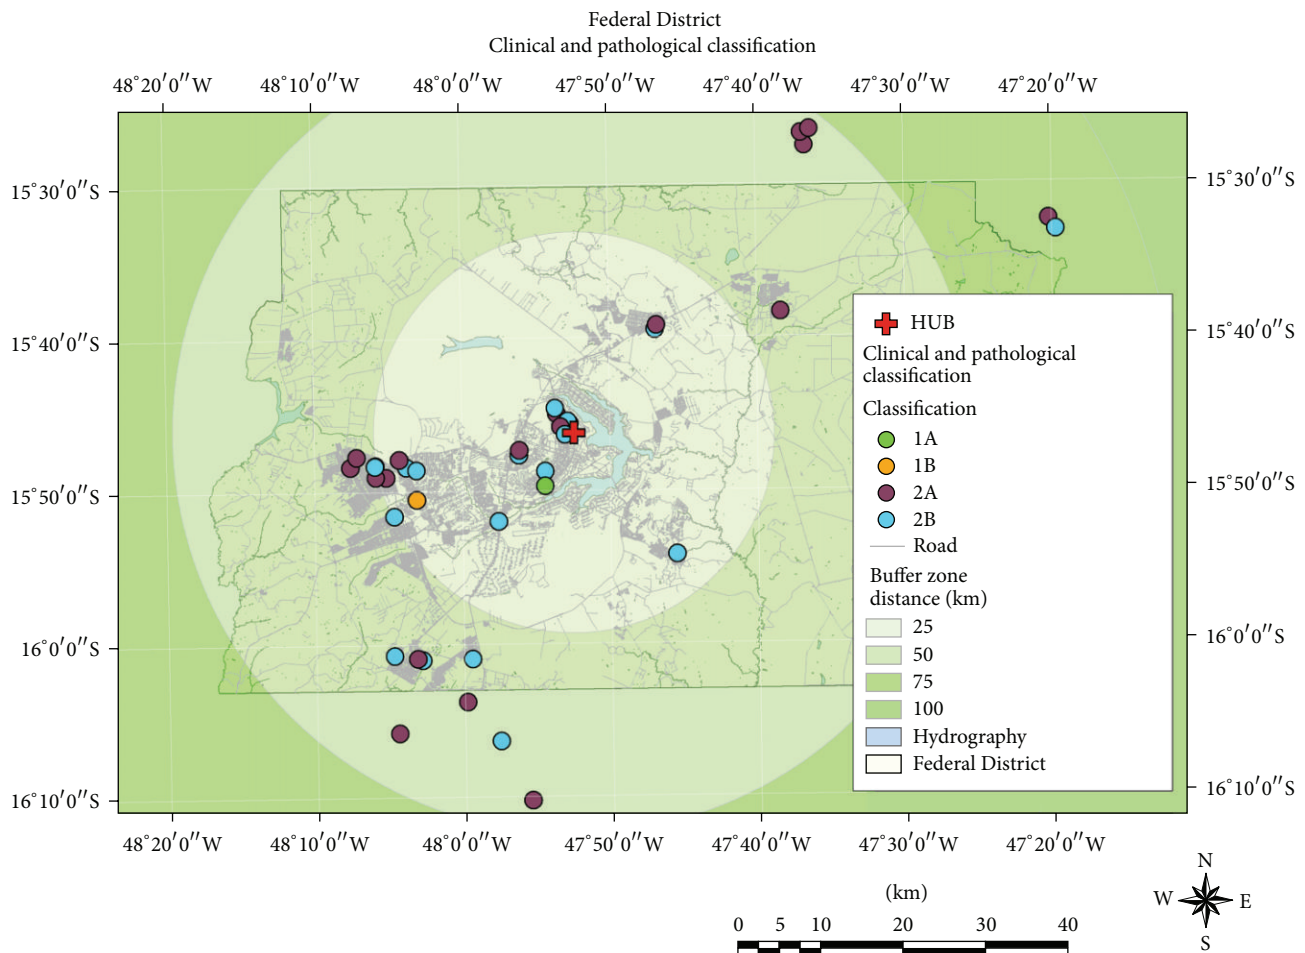 Federal District
Clinical and pathological classification
48°20′0″W 48°10′0″W 48°0′0″W 47°50′0″W 47°40′0″W 47°30′0″W 47°20′0″W
15°30′0″S 15°30′0″S
15°40′0″S 15°40′0″S
15°50′0″S 15°50′0″S
16°0′0″S 16°0′0″S
16°10′0″S 16°10′0″S
HUB
Clinical and pathological
classification
Classification
1A
1B
2A
2B
Road
Buffer zone
distance (km)
25
50
75
100
Hydrography
Federal District
48°20′0″W 48°10′0″W 48°0′0″W 47°50′0″W 47°40′0″W 47°30′0″W 47°20′0″W
(km)
0 5 10 20 30 40
N
W E
S